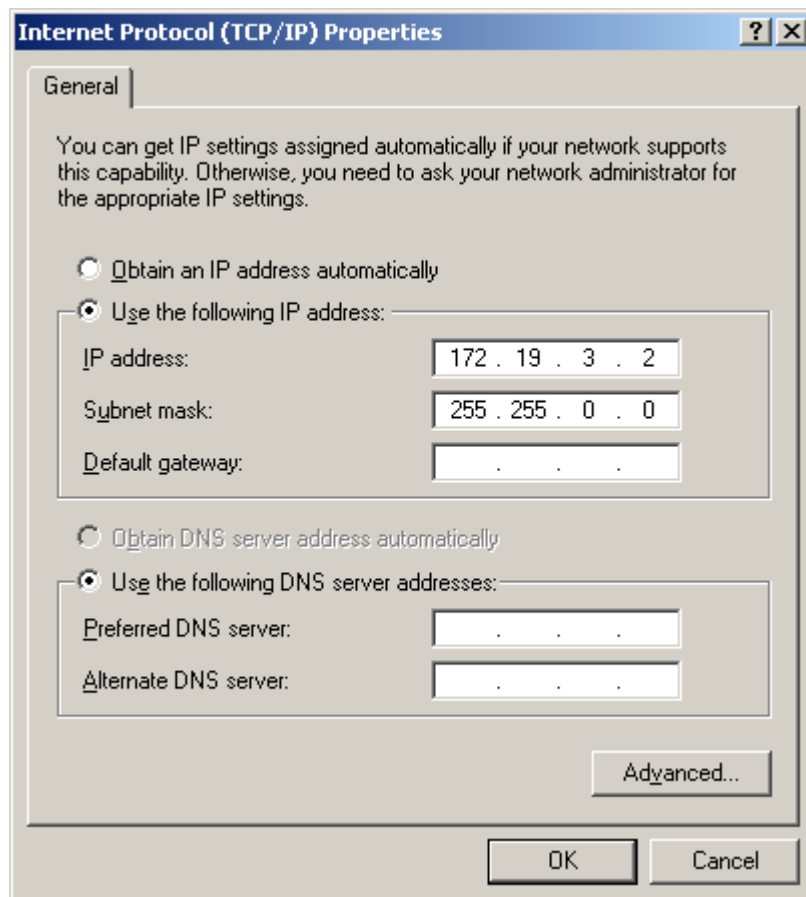 Internet Protocol (TCP/IP) Properties
General
You can get IP settings assigned automatically if your network supports
this capability. Otherwise, you need to ask your network administrator for
the appropriate IP settings.
Obtain an IP address automatically
Use the following IP address:
IP address: 172 . 19 . 3 . 2
Subnet mask: 255 . 255 . 0 . 0
Default gateway: . . .
Obtain DNS server address automatically
Use the following DNS server addresses:
Preferred DNS server: . . .
Alternate DNS server: . . .
Advanced...
OK Cancel